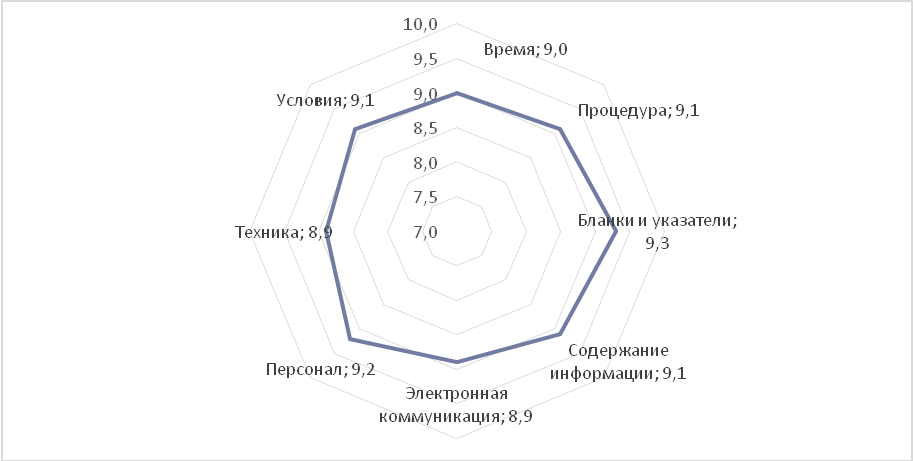 10,0
9,5
9,0
8,5
8,0
7,5
7,0
Время; 9,0
Процедура; 9,1
Бланки и указатели;
9,3
Содержание
информации; 9,1
Электронная
коммуникация; 8,9
Персонал; 9,2
Техника; 8,9
Условия; 9,1